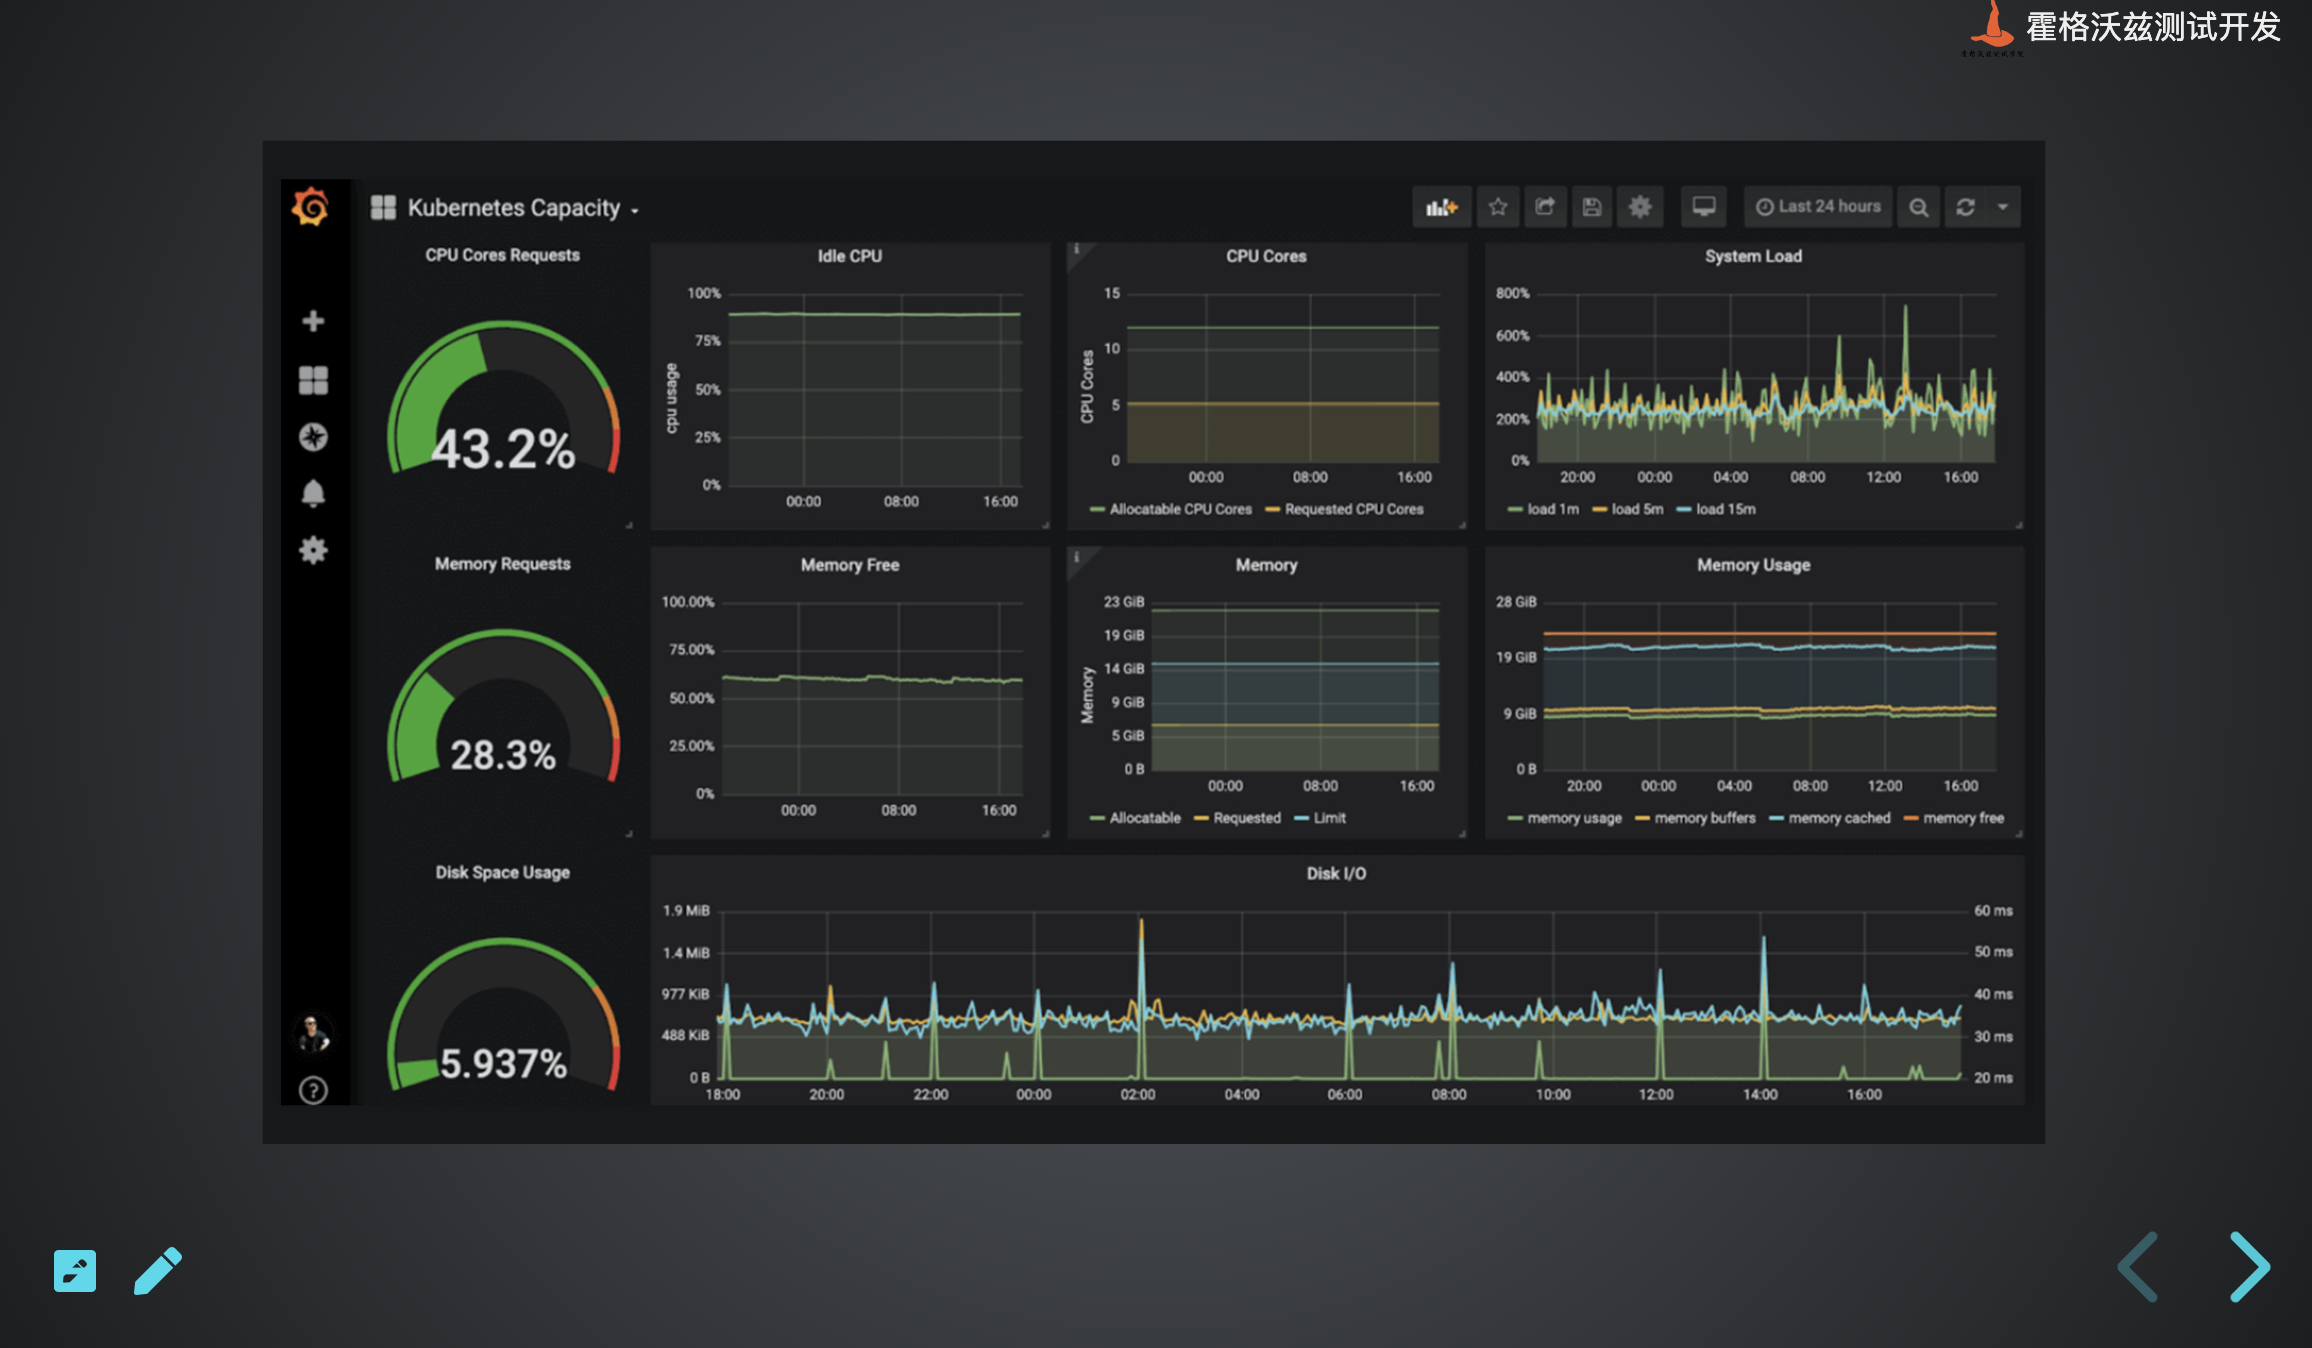 霍格沃兹测试开发
Kubernetes Capacity
Last 24 hours
CPU Cores Requests
43.2%
Idle CPU
cpu usage
100%
75%
50%
25%
0%
00:00 08:00 16:00
CPU Cores
CPU Cores
15
10
5
0
00:00 08:00 16:00
Allocatable CPU Cores Requested CPU Cores
System Load
800%
600%
400%
200%
0%
20:00 00:00 04:00 08:00 12:00 16:00
load 1m load 5m load 15m
Memory Requests
28.3%
Memory Free
100.00%
75.00%
50.00%
25.00%
0%
00:00 08:00 16:00
Memory
Memory
23 GiB
19 GiB
14 GiB
9 GiB
5 GiB
0 B
00:00 08:00 16:00
Allocatable Requested Limit
Memory Usage
28 GiB
19 GiB
9 GiB
0 B
20:00 00:00 04:00 08:00 12:00 16:00
memory usage memory buffers memory cached memory free
Disk Space Usage
5.937%
Disk I/O
1.9 MiB
1.4 MiB
977 KiB
488 KiB
0 B
60 ms
50 ms
40 ms
30 ms
20 ms
18:00 20:00 22:00 00:00 02:00 04:00 06:00 08:00 10:00 12:00 14:00 16:00